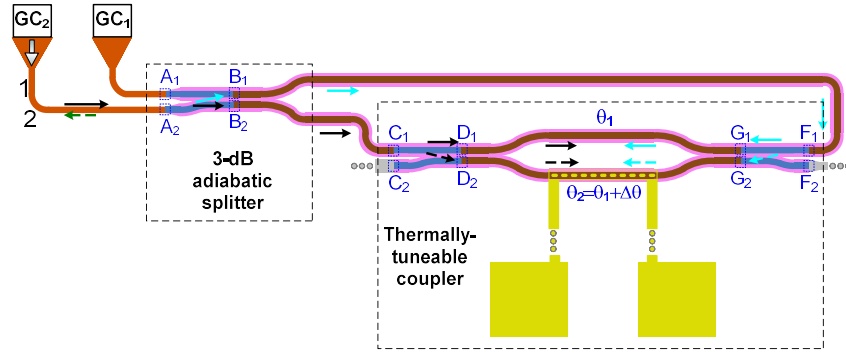 GC₂ GC₁
1
2
A₁ B₁
A₂ B₂
3-dB
adiabatic
splitter
C₁ D₁ θ₁ G₁ F₁
C₂ D₂ G₂ F₂
θ₂=θ₁+Δθ
Thermally-
tuneable
coupler